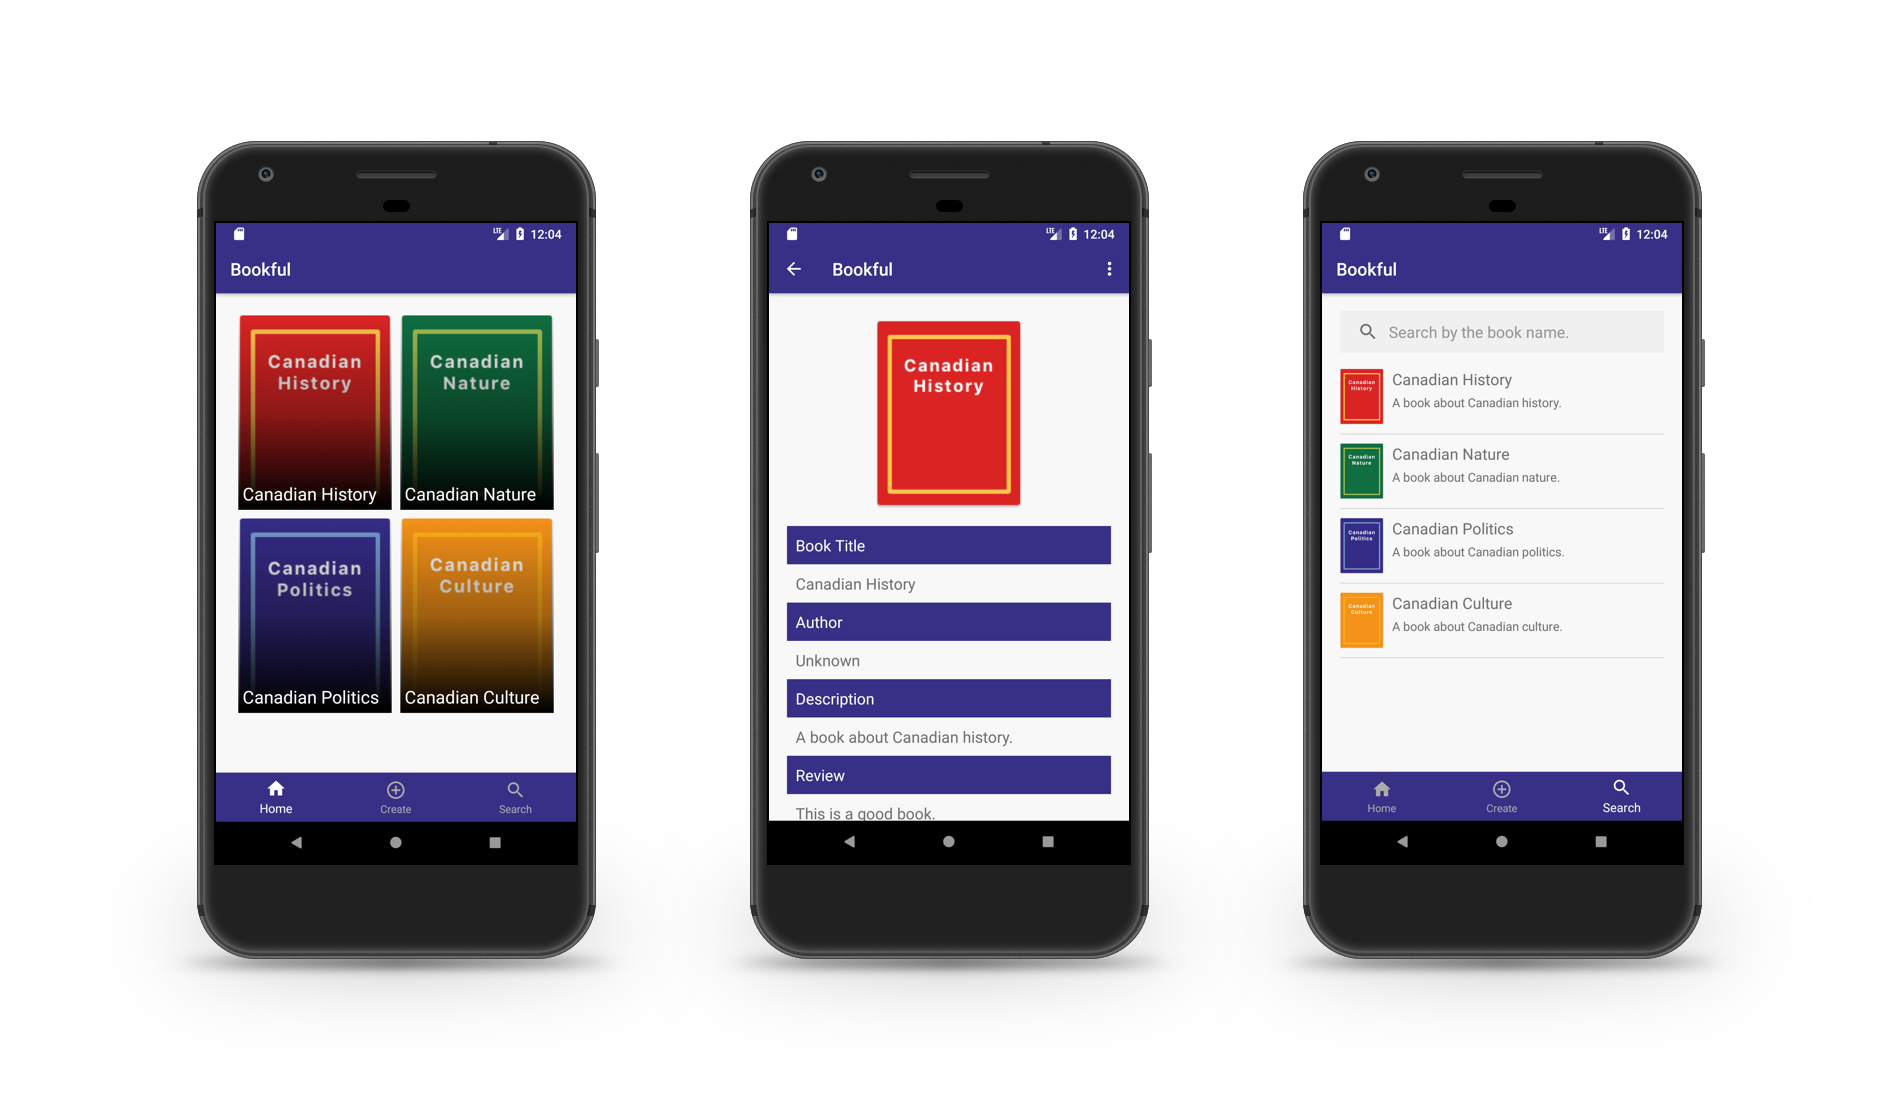 LTE 12:04
Bookful
Canadian
History
Canadian History
Canadian
Nature
Canadian Nature
Canadian
Politics
Canadian Politics
Canadian
Culture
Canadian Culture
Home
Create
Search
LTE 12:04
Bookful
Canadian
History
Book Title
Canadian History
Author
Unknown
Description
A book about Canadian history.
Review
This is a good book.
LTE 12:04
Bookful
Search by the book name.
Canadian
History
Canadian History
A book about Canadian history.
Canadian
Nature
Canadian Nature
A book about Canadian nature.
Canadian
Politics
Canadian Politics
A book about Canadian politics.
Canadian
Culture
Canadian Culture
A book about Canadian culture.
Home
Create
Search